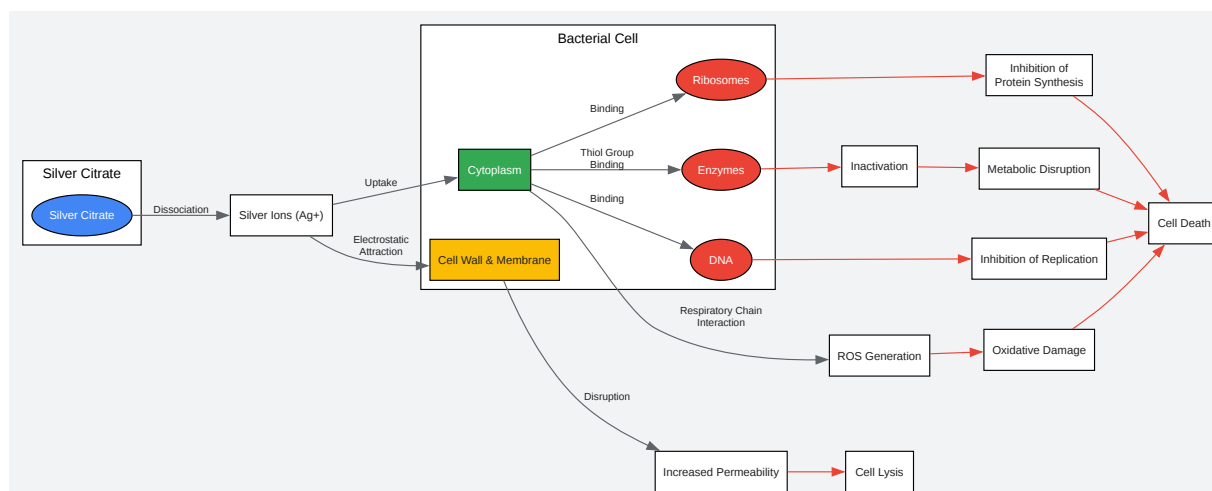 Bacterial Cell
Ribosomes
Inhibition of
Protein Synthesis
Binding
Silver Citrate
Silver Citrate
Dissociation
Silver Ions (Ag+)
Uptake
Cytoplasm
Thiol Group
Binding
Enzymes
Inactivation
Metabolic Disruption
Binding
Cell Death
Electrostatic
Attraction
Cell Wall & Membrane
DNA
Inhibition of Replication
Respiratory Chain
Interaction
ROS Generation
Oxidative Damage
Disruption
Increased Permeability
Cell Lysis